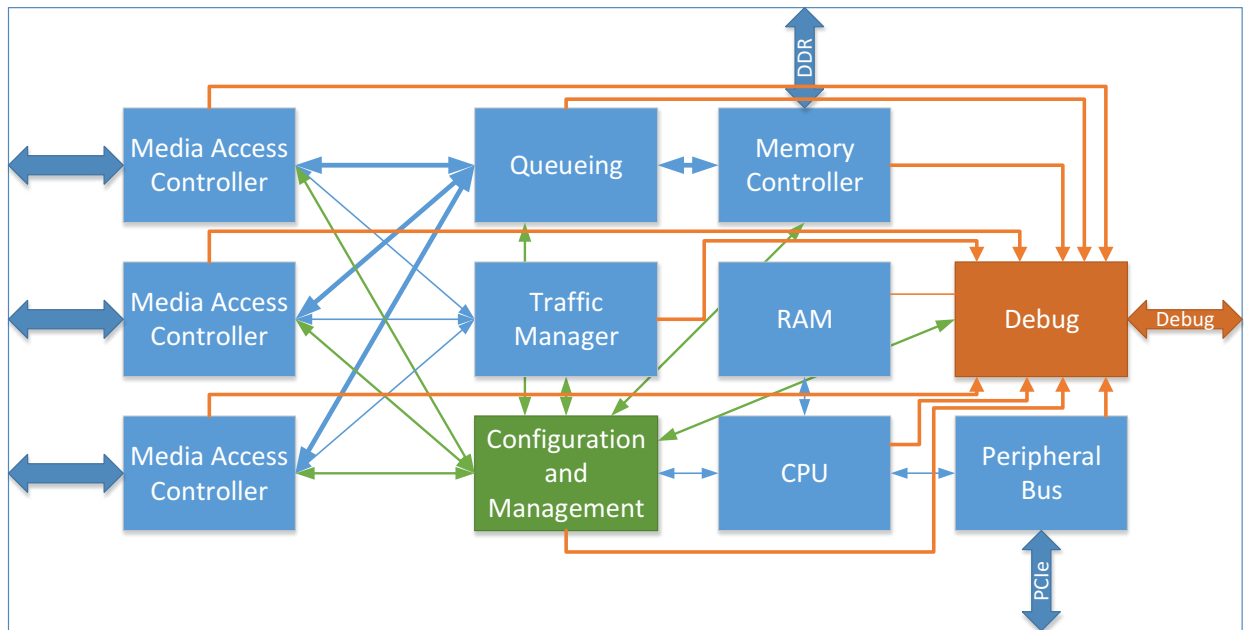 DDR
Media Access
Controller
Queueing
Memory
Controller
Media Access
Controller
Traffic
Manager
RAM
Debug
Debug
Media Access
Controller
Configuration
and
Management
CPU
Peripheral
Bus
PCIe